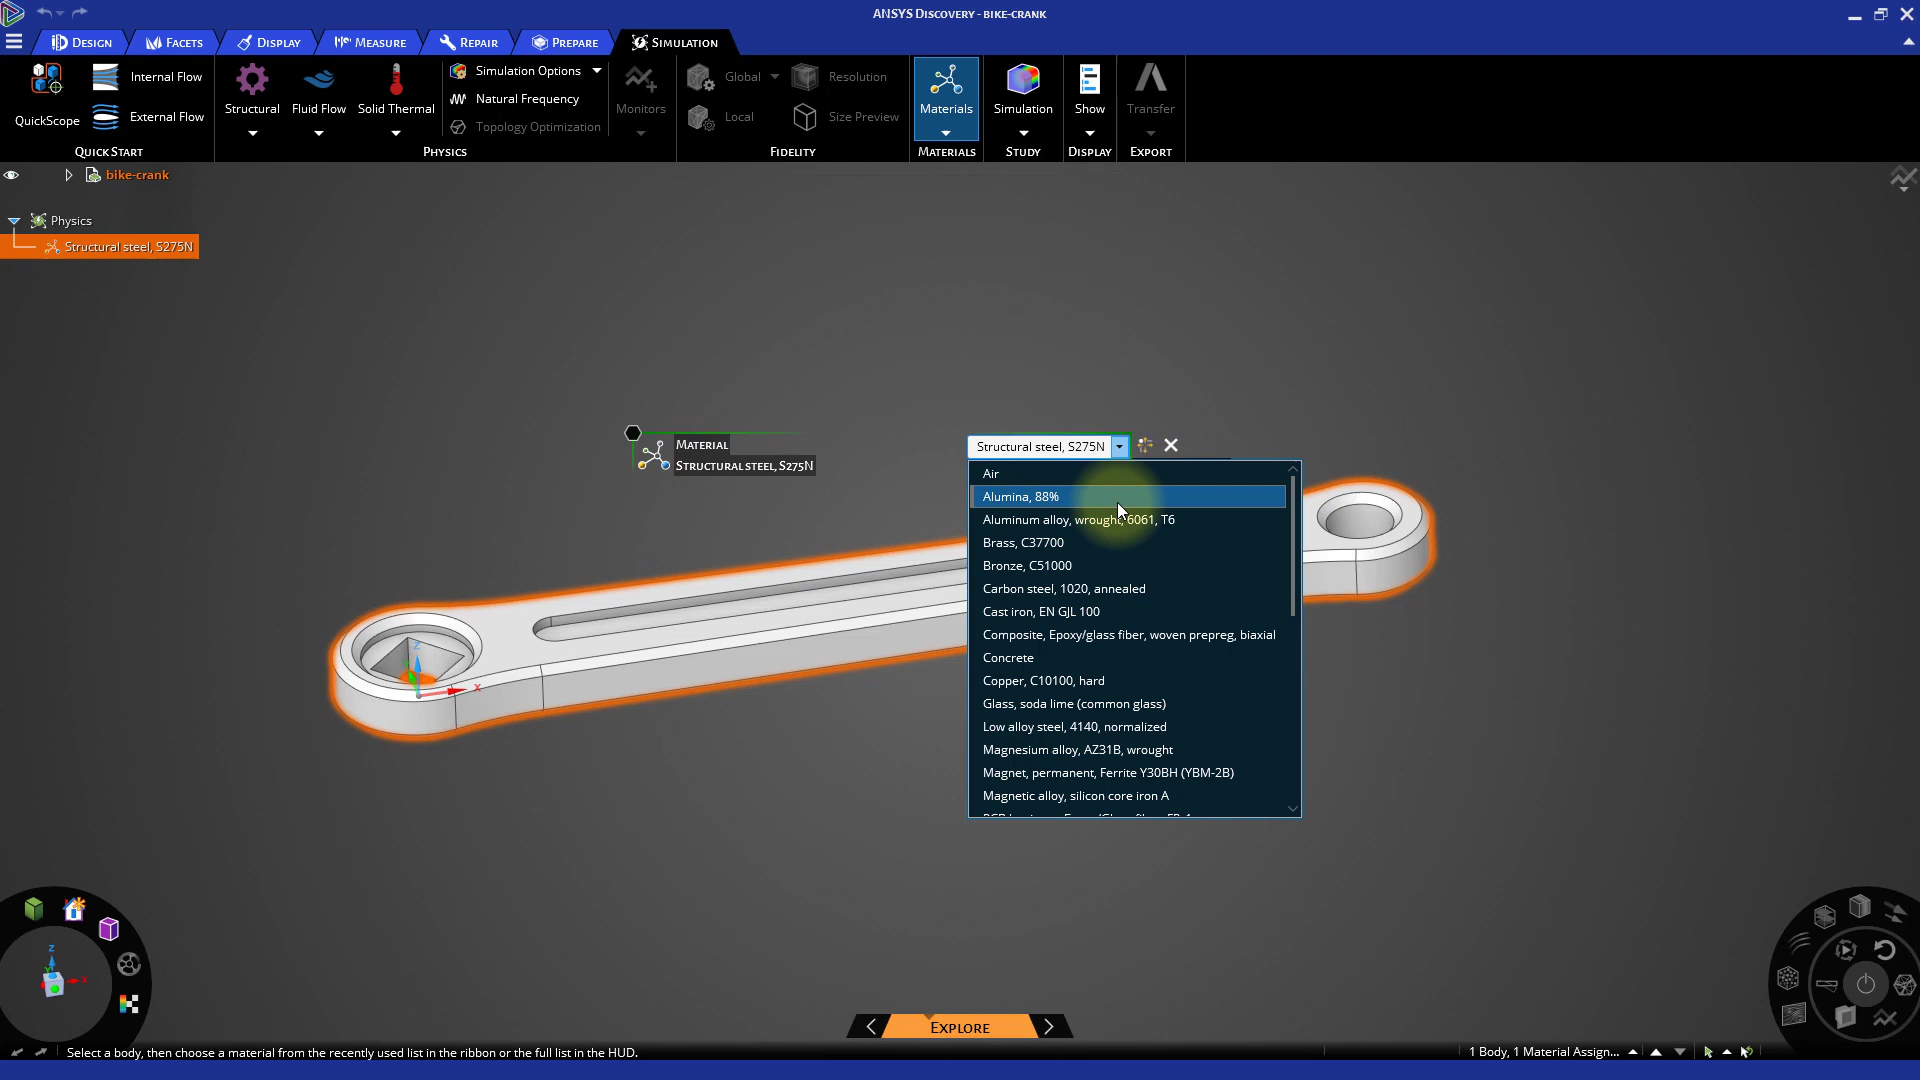 ANSYS Discovery - bike-crank
Design
Facets
Display
Measure
Repair
Prepare
Simulation
QuickScope
Internal Flow
External Flow
Quick Start
Structural
Fluid Flow
Solid Thermal
Simulation Options
Natural Frequency
Topology Optimization
Physics
Monitors
Global
Local
Resolution
Size Preview
Fidelity
Materials
Materials
Simulation
Study
Show
Display
Transfer
Export
bike-crank
Physics
Structural steel, S275N
Material
Structural steel, S275N
Structural steel, S275N
Air
Alumina, 88%
Aluminum alloy, wrought, 6061, T6
Brass, C37700
Bronze, C51000
Carbon steel, 1020, annealed
Cast iron, EN GJL 100
Composite, Epoxy/glass fiber, woven prepreg, biaxial
Concrete
Copper, C10100, hard
Glass, soda lime (common glass)
Low alloy steel, 4140, normalized
Magnesium alloy, AZ31B, wrought
Magnet, permanent, Ferrite Y30BH (YBM-2B)
Magnetic alloy, silicon core iron A
X
Z
Z
X
Explore
Select a body, then choose a material from the recently used list in the ribbon or the full list in the HUD.
1 Body, 1 Material Assign...